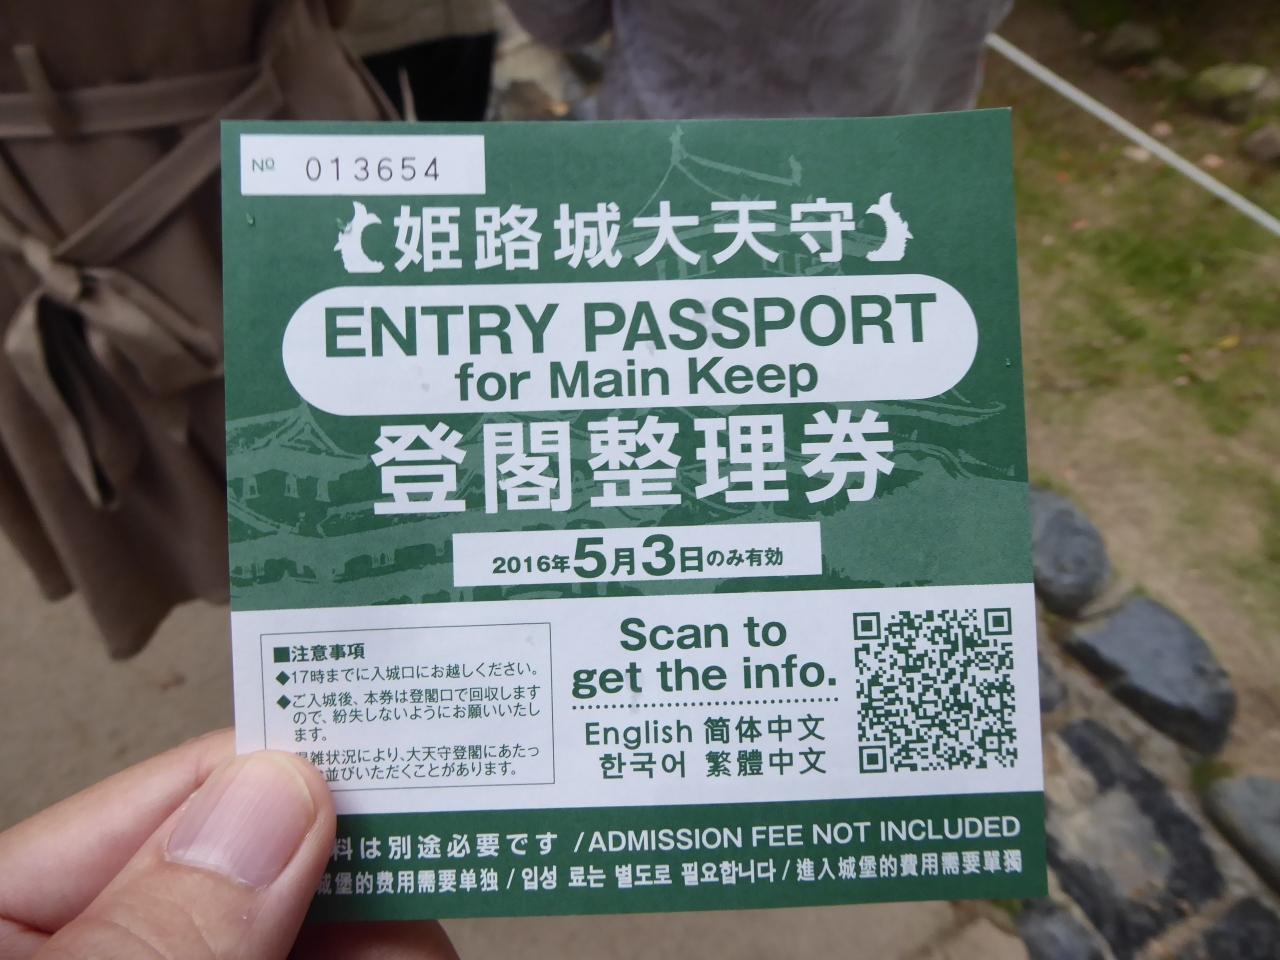 No 013654
姫路城大天守
ENTRY PASSPORT
for Main Keep
登閣整理券
2016年5月3日のみ有効
■注意事項
◆17時までに入城口にお越しください。
◆ご入城後、本券は登閣口で回収します
ので、紛失しないようにお願いいたし
ます。
混雑状況により、大天守登閣にあたっ
並びいただくことがあります。
Scan to
get the info.
English 简体中文
한국어 繁體中文
料は別途必要です /ADMISSION FEE NOT INCLUDED
城堡的费用需要单独 / 입성 료는 별도로 필요합니다 / 進入城堡的費用需要單獨